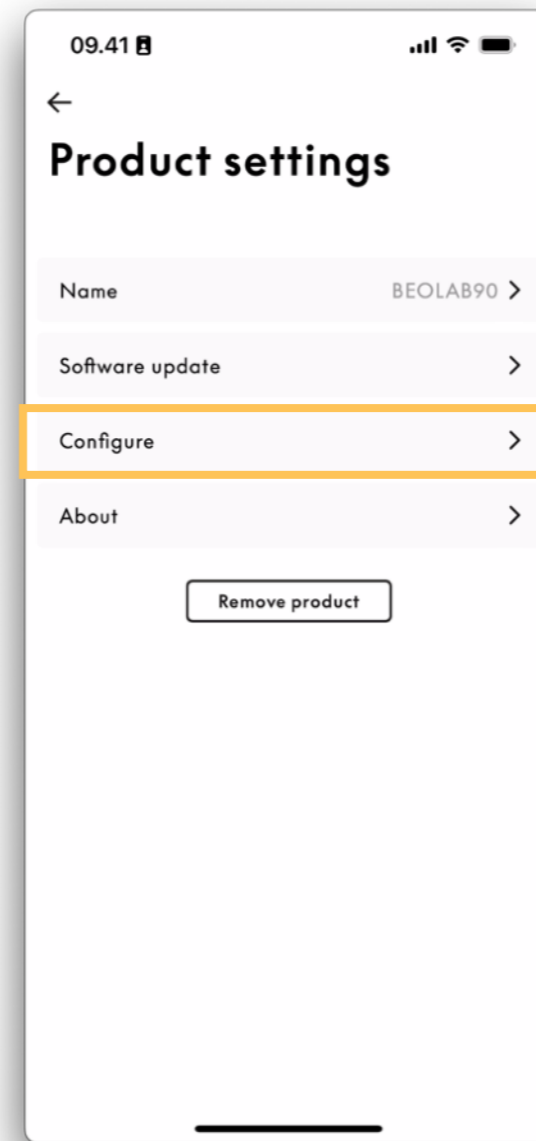 09.41
Product settings
Name BEOLAB90
Software update
Configure
About
Remove product